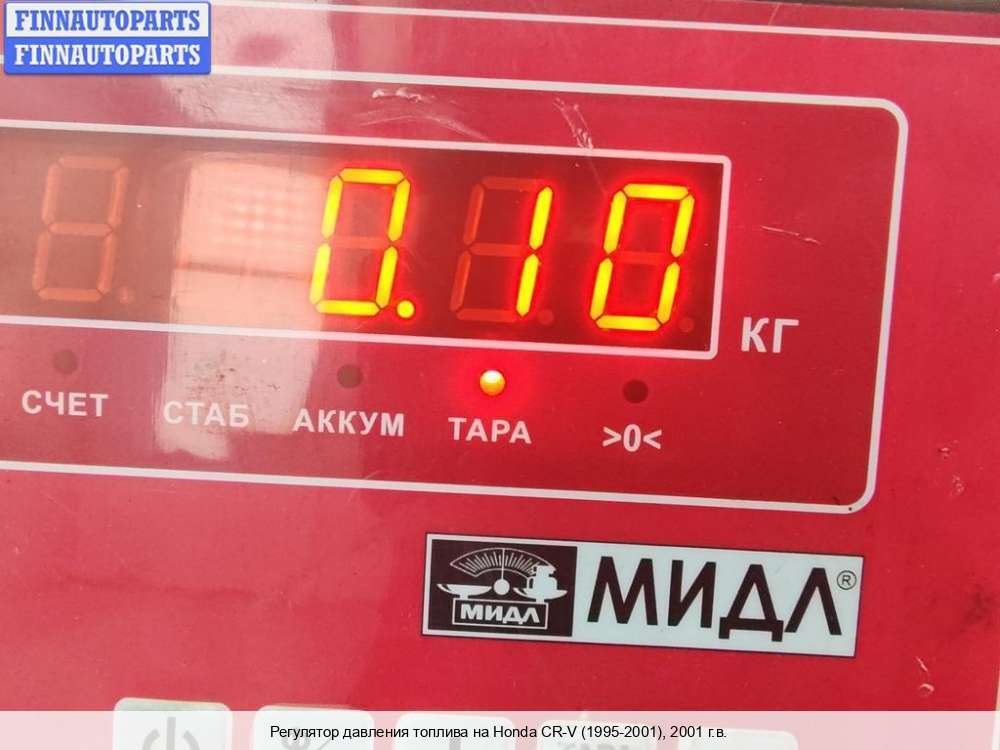 FINNAUTOPARTS
FINNAUTOPARTS
0.10
КГ
СЧЕТ СТАБ АККУМ ТАРА >0<
МИДЛ МИДЛ®
Регулятор давления топлива на Honda CR-V (1995-2001), 2001 г.в.